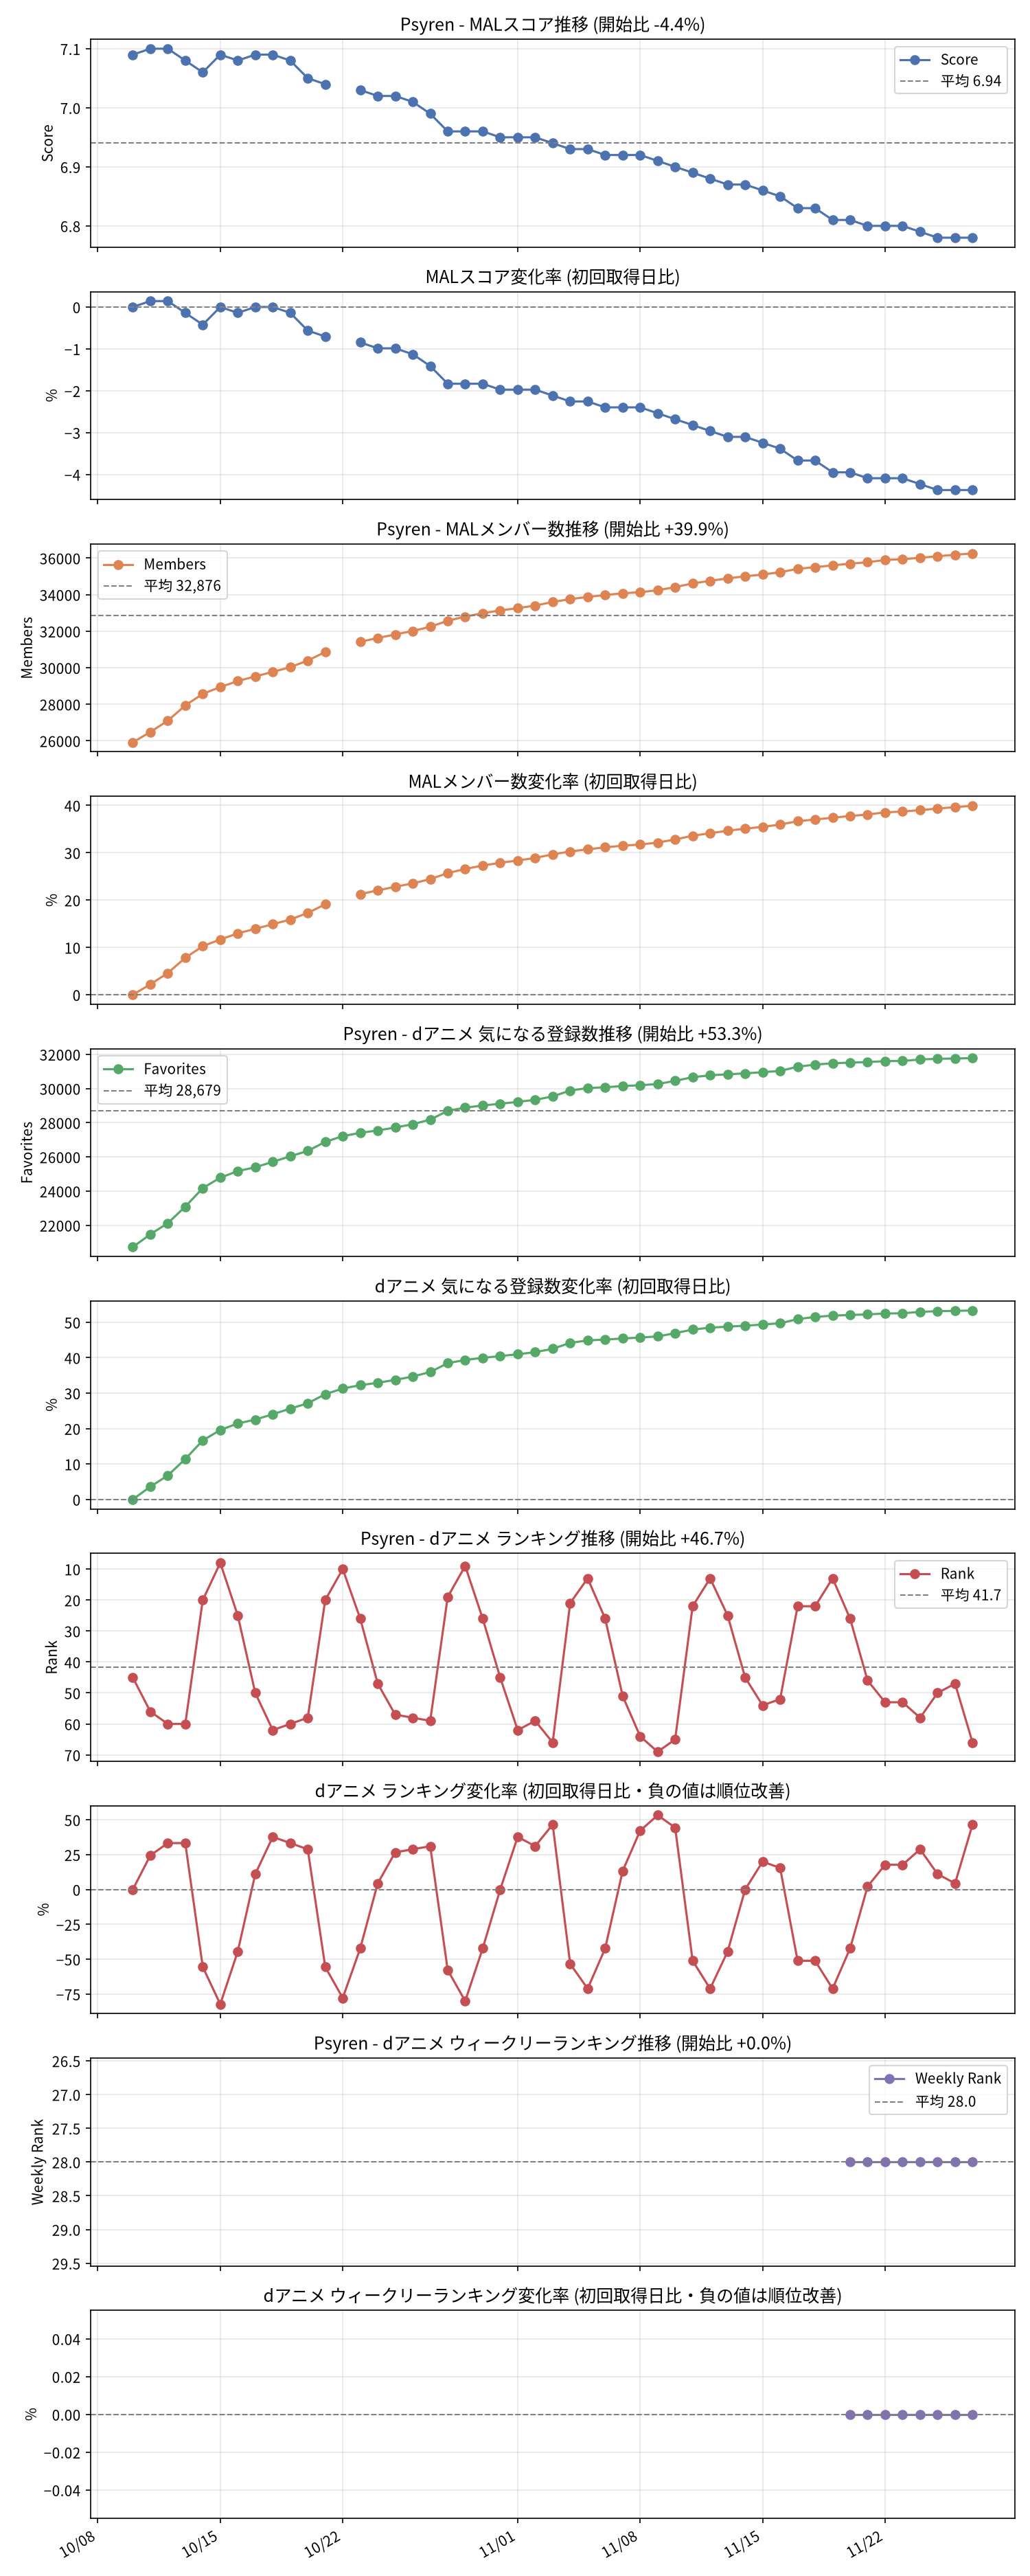 Psyren - MALスコア推移 (開始比 -4.4%)
7.1
7.0
6.9
6.8
Score
Score
平均 6.94
MALスコア変化率 (初回取得日比)
0
−1
−2
−3
−4
%
Psyren - MALメンバー数推移 (開始比 +39.9%)
36000
34000
32000
30000
28000
26000
Members
Members
平均 32,876
MALメンバー数変化率 (初回取得日比)
40
30
20
10
0
%
Psyren - dアニメ 気になる登録数推移 (開始比 +53.3%)
32000
30000
28000
26000
24000
22000
Favorites
Favorites
平均 28,679
dアニメ 気になる登録数変化率 (初回取得日比)
50
40
30
20
10
0
%
Psyren - dアニメ ランキング推移 (開始比 +46.7%)
10
20
30
40
50
60
70
Rank
Rank
平均 41.7
dアニメ ランキング変化率 (初回取得日比・負の値は順位改善)
50
25
0
−25
−50
−75
%
Psyren - dアニメ ウィークリーランキング推移 (開始比 +0.0%)
26.5
27.0
27.5
28.0
28.5
29.0
29.5
Weekly Rank
Weekly Rank
平均 28.0
dアニメ ウィークリーランキング変化率 (初回取得日比・負の値は順位改善)
0.04
0.02
0.00
−0.02
−0.04
%
10/08
10/15
10/22
11/01
11/08
11/15
11/22